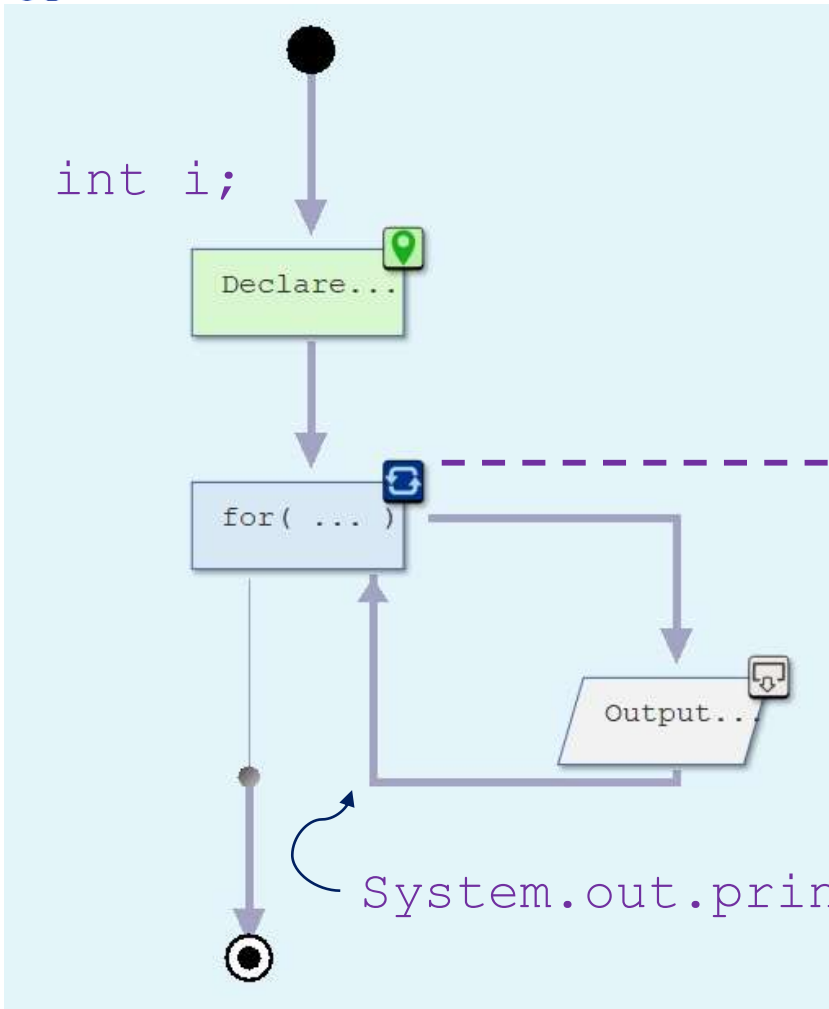 int i;
Declare...
for( ... )
Output...
System.out.prin